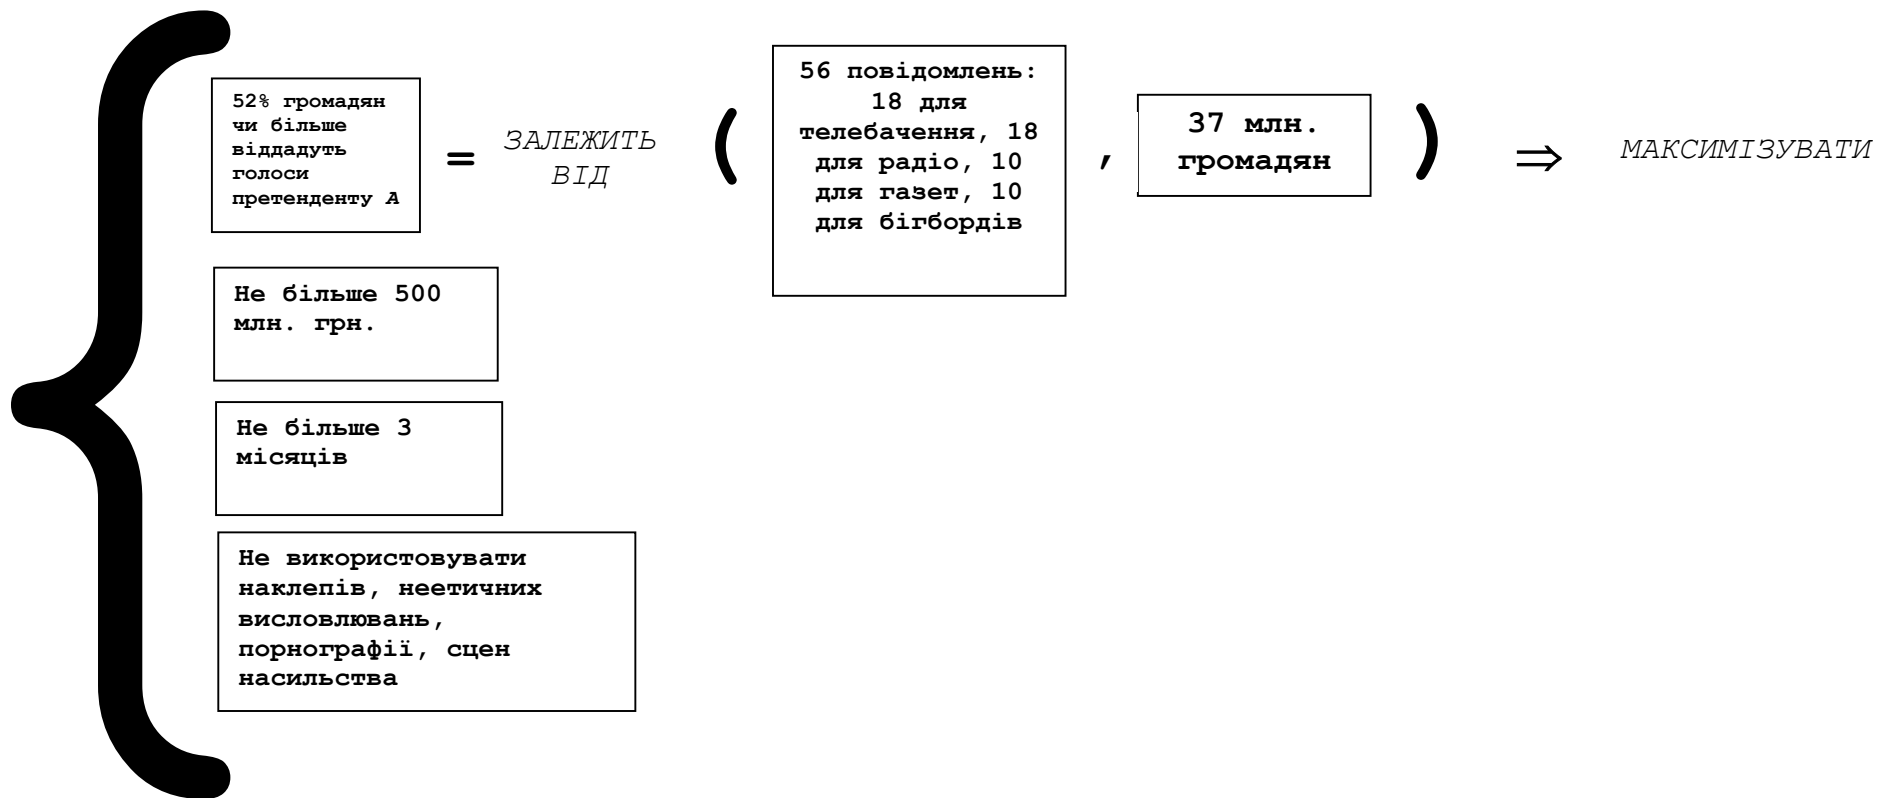 52% громадян
чи більше
віддадуть
голоси
претенденту A
=
ЗАЛЕЖИТЬ
ВІД
(
56 повідомлень:
18 для
телебачення, 18
для радіо, 10
для газет, 10
для бігбордів
,
37 млн.
громадян
)
⇒
МАКСИМІЗУВАТИ
Не більше 500
млн. грн.
Не більше 3
місяців
Не використовувати
наклепів, неетичних
висловлювань,
порнографії, сцен
насильства